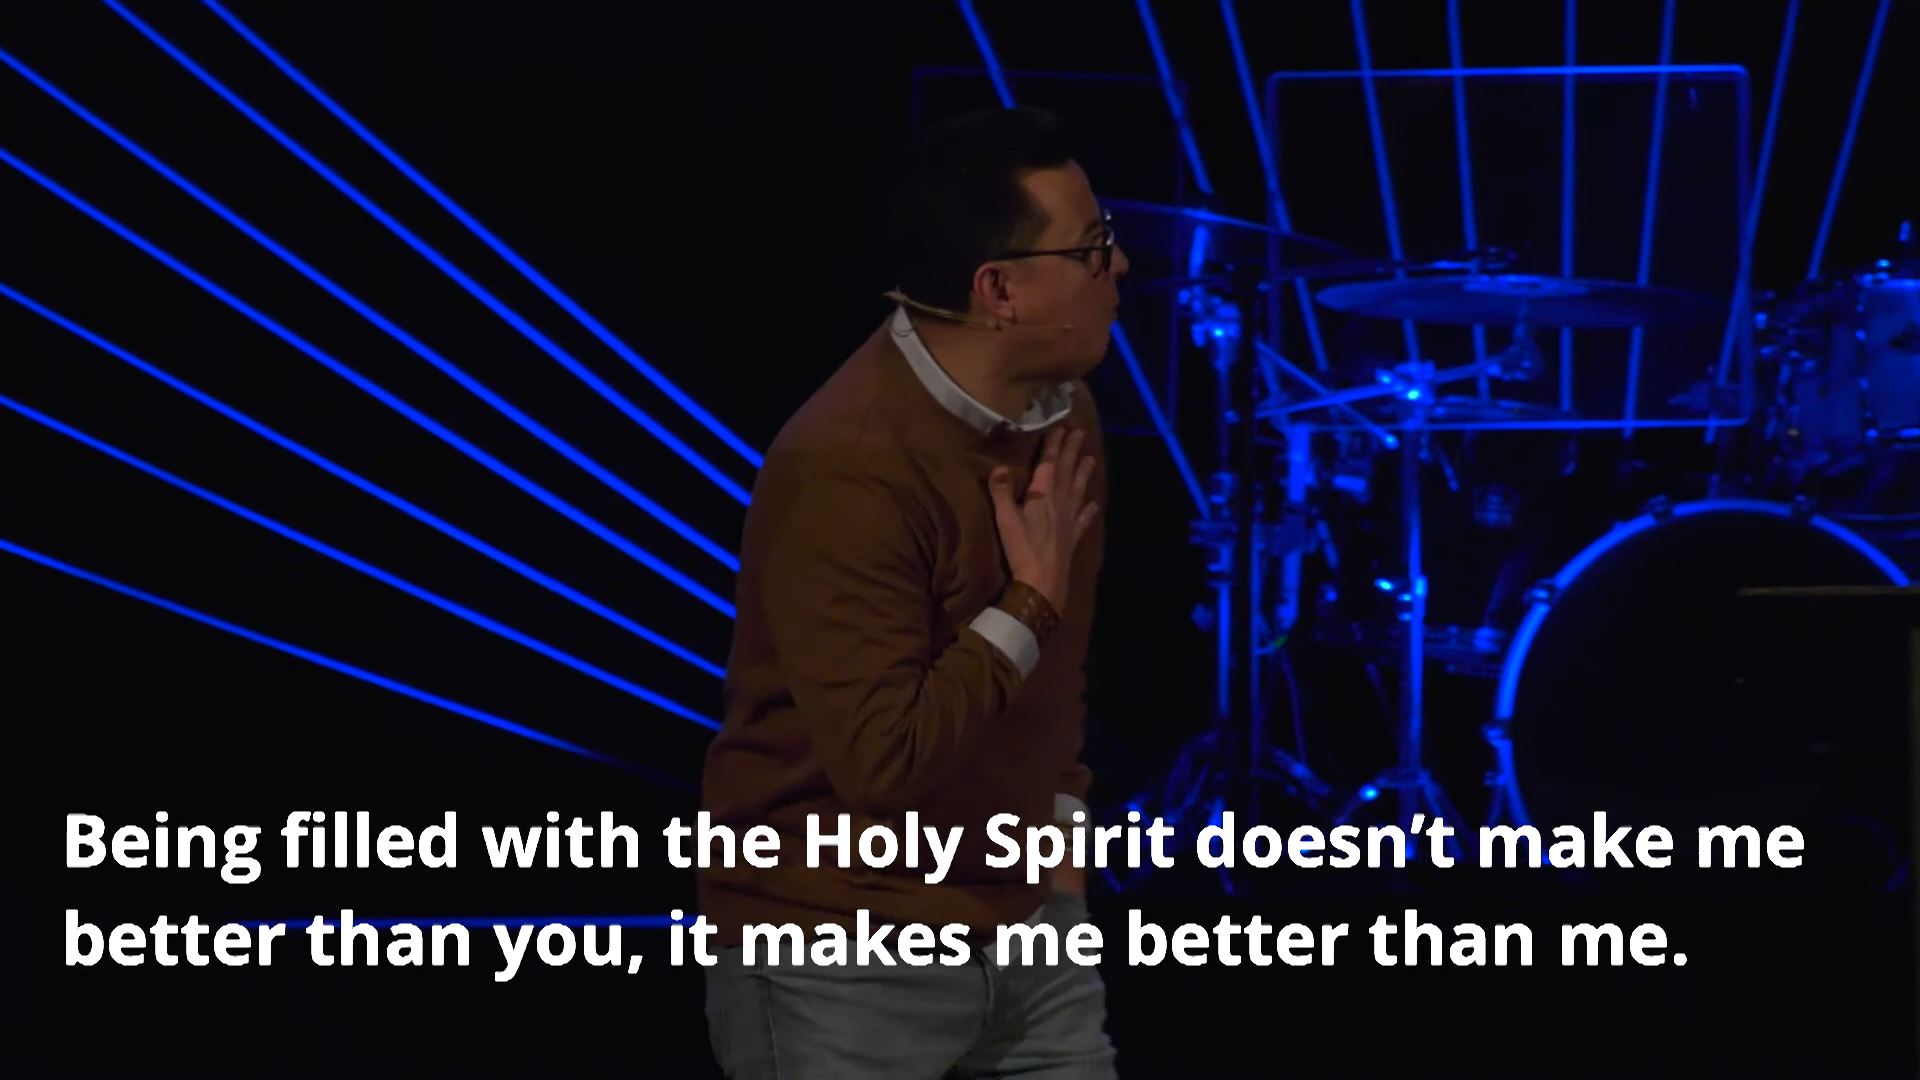 Being filled with the Holy Spirit doesn’t make me
better than you, it makes me better than me.